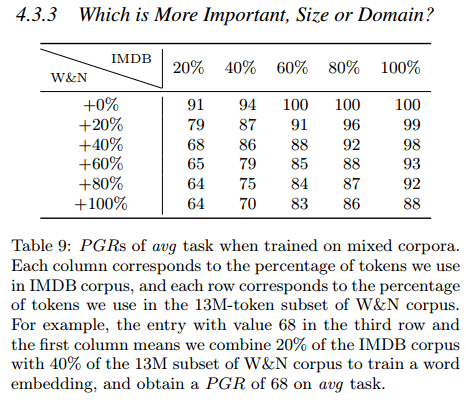 4.3.3 Which is More Important, Size or Domain?
IMDB
W&N
20% 40% 60% 80% 100%
+0% 91 94 100 100 100
+20% 79 87 91 96 99
+40% 68 86 88 92 98
+60% 65 79 85 88 93
+80% 64 75 84 87 92
+100% 64 70 83 86 88
Table 9: PGRs of avg task when trained on mixed corpora.
Each column corresponds to the percentage of tokens we use
in IMDB corpus, and each row corresponds to the percentage
of tokens we use in the 13M-token subset of W&N corpus.
For example, the entry with value 68 in the third row and
the first column means we combine 20% of the IMDB corpus
with 40% of the 13M subset of W&N corpus to train a word
embedding, and obtain a PGR of 68 on avg task.